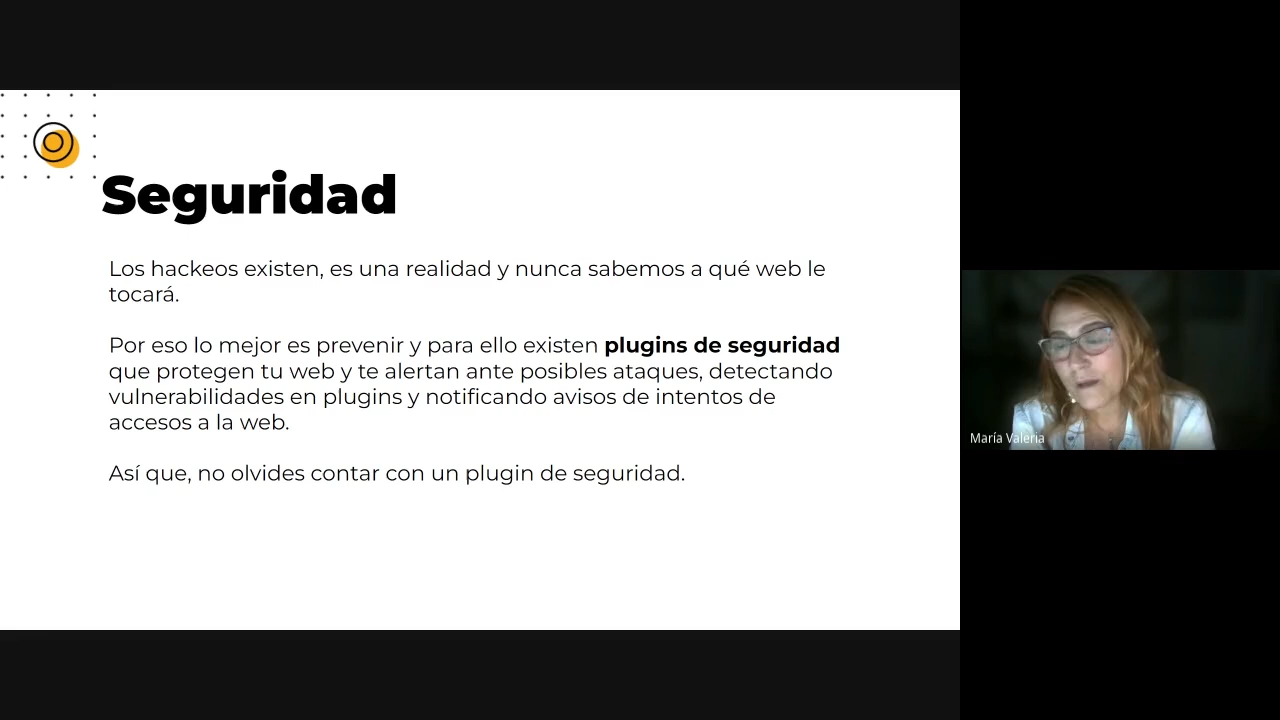 Seguridad
Los hackeos existen, es una realidad y nunca sabemos a qué web le
tocará.
Por eso lo mejor es prevenir y para ello existen plugins de seguridad
que protegen tu web y te alertan ante posibles ataques, detectando
vulnerabilidades en plugins y notificando avisos de intentos de
accesos a la web.
Así que, no olvides contar con un plugin de seguridad.
María Valeria